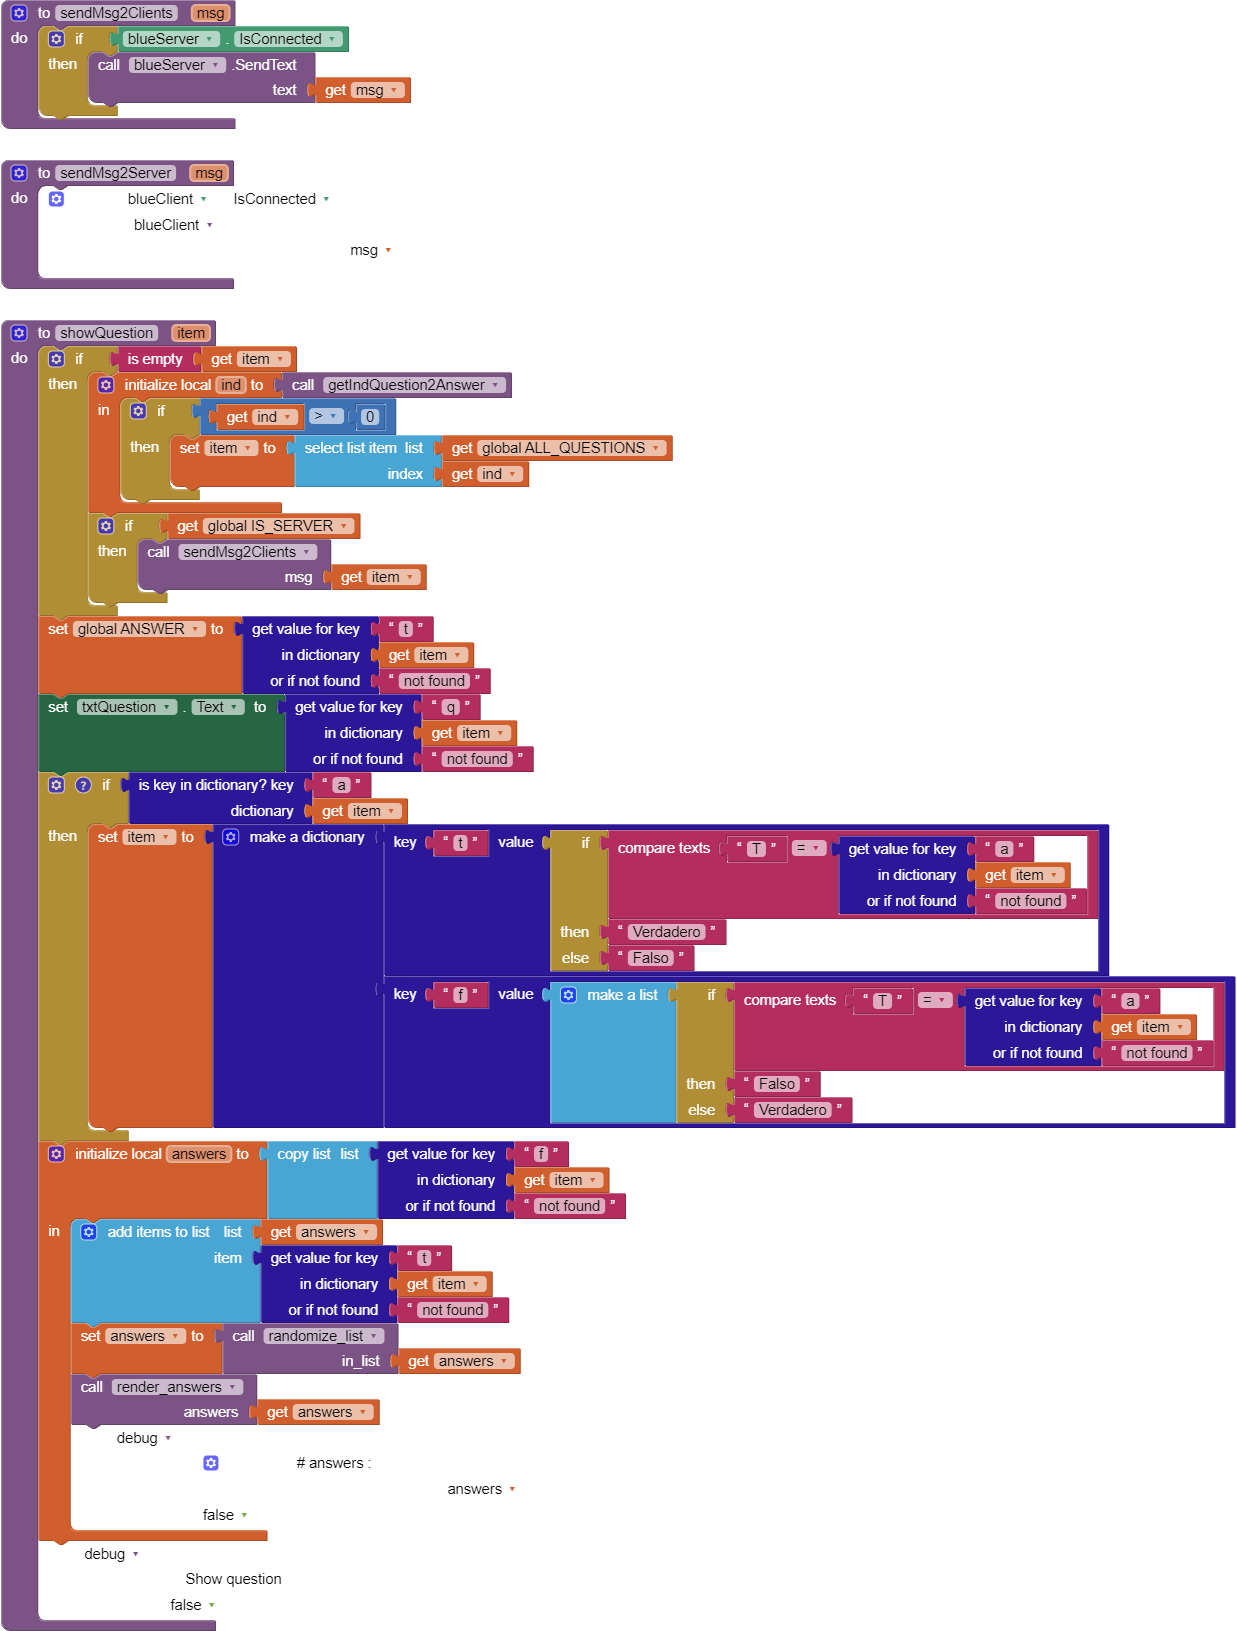 to sendMsg2Clients msg
do if blueServer . IsConnected
then call blueServer .SendText
text get msg
to sendMsg2Server msg
do blueClient IsConnected
blueClient
msg
to showQuestion item
do if is empty get item
then initialize local ind to call getIndQuestion2Answer
in if get ind > 0
then set item to select list item list get global ALL_QUESTIONS
index get ind
if get global IS_SERVER
then call sendMsg2Clients
msg get item
set global ANSWER to get value for key " t "
in dictionary get item
or if not found " not found "
set txtQuestion . Text to get value for key " q "
in dictionary get item
or if not found " not found "
? if is key in dictionary? key " a "
dictionary get item
then set item to make a dictionary key " t " value if compare texts " T " = get value for key " a "
in dictionary get item
or if not found " not found "
then " Verdadero "
else " Falso "
key " f " value make a list if compare texts " T " = get value for key " a "
in dictionary get item
or if not found " not found "
then " Falso "
else " Verdadero "
initialize local answers to copy list list get value for key " f "
in dictionary get item
or if not found " not found "
in add items to list list get answers
item get value for key " t "
in dictionary get item
or if not found " not found "
set answers to call randomize_list
in_list get answers
call render_answers
answers get answers
debug
# answers :
answers
false
debug
Show question
false